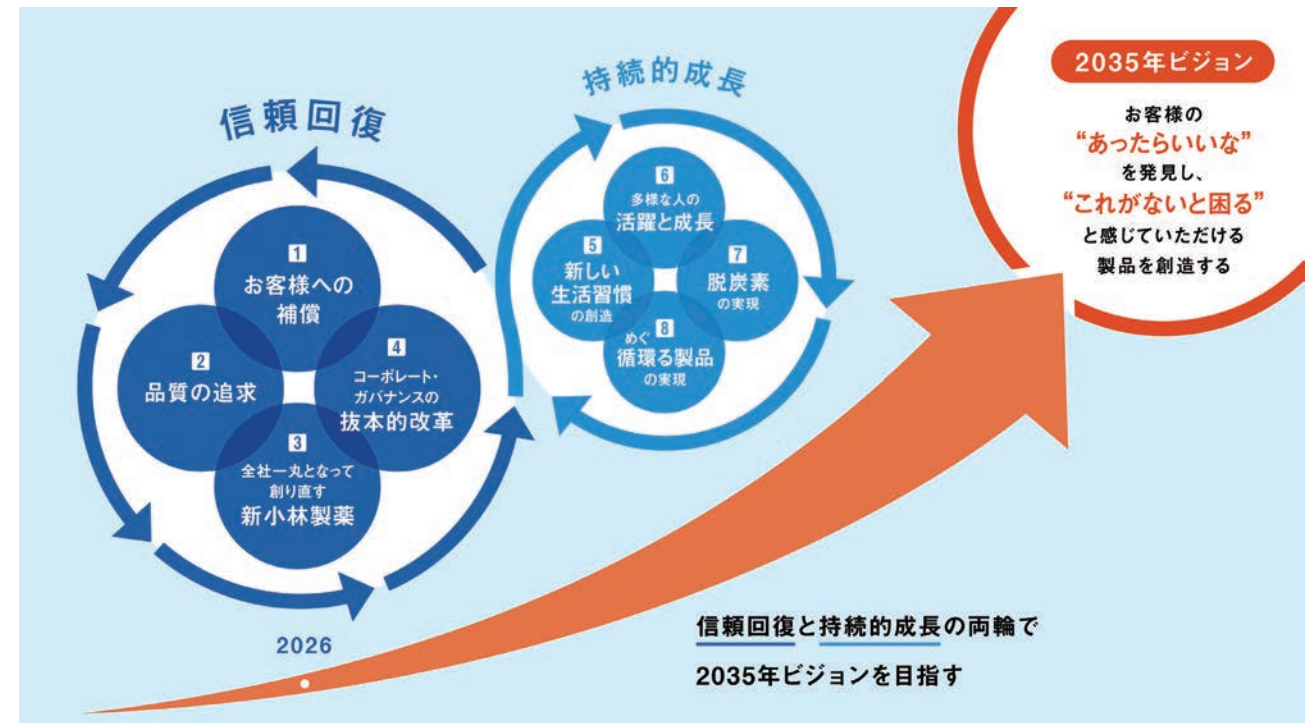 信頼回復
1
お客様への
補償
2
品質の追求
3
全社一丸となって
創り直す
新小林製薬
4
コーポレート・
ガバナンスの
抜本的改革
持続的成長
5
新しい
生活習慣
の創造
6
多様な人の
活躍と成長
7
脱炭素
の実現
8
めぐ
循環る製品
の実現
2035年ビジョン
お客様の
“あったらいいな”
を発見し、
“これがないと困る”
と感じていただける
製品を創造する
2026
信頼回復と持続的成長の両輪で
2035年ビジョンを目指す